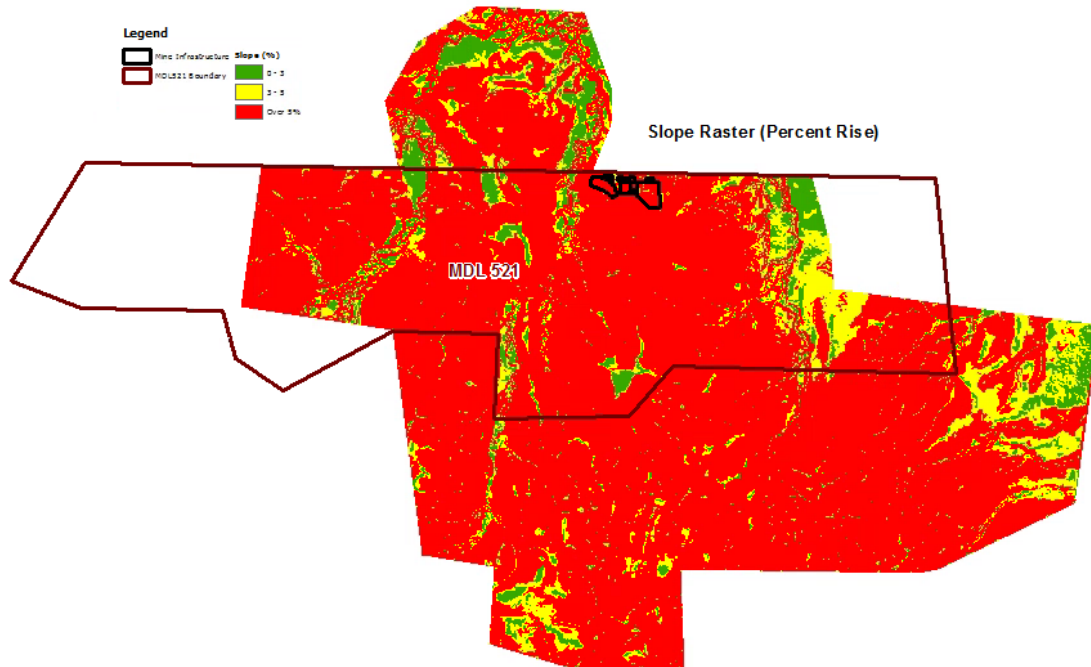 Legend
Mine Infrastructure
MDL521 Boundary
Slope (%)
0 - 3
3 - 5
Over 5%
Slope Raster (Percent Rise)
MDL 521